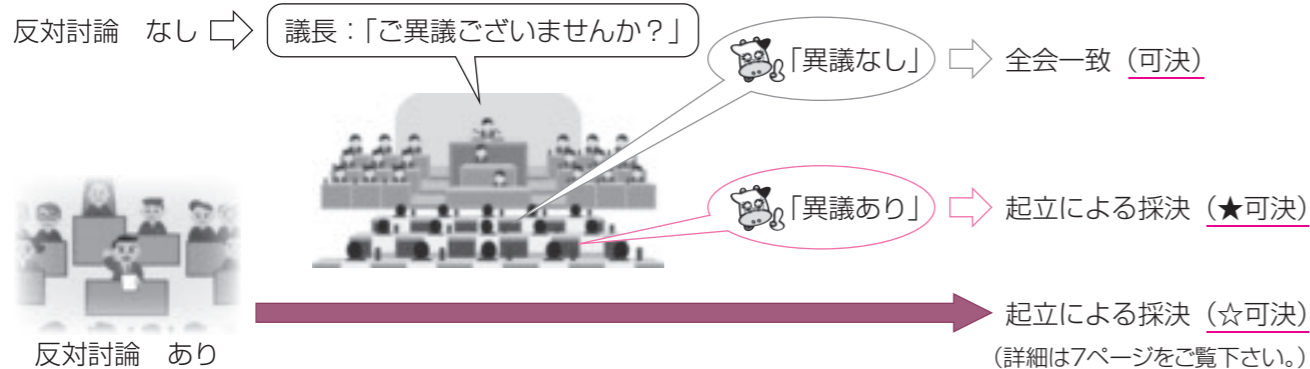 反対討論　なし
議長：「ご異議ございませんか？」
「異議なし」
全会一致（可決）
「異議あり」
起立による採決（★可決）
反対討論　あり
起立による採決（☆可決）
（詳細は7ページをご覧下さい。）